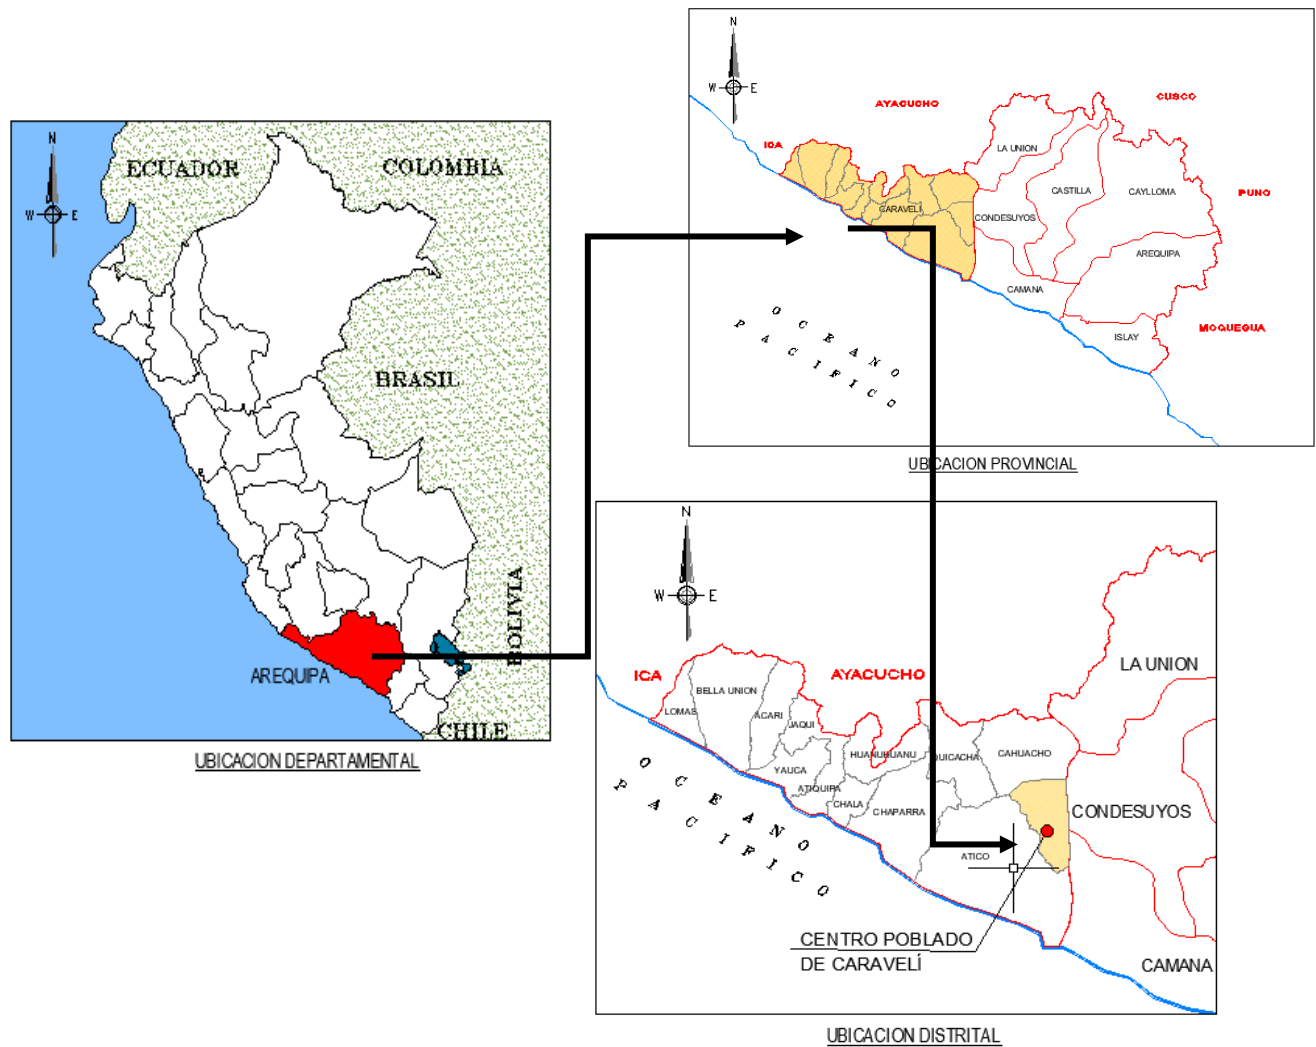 N
W E
ECUADOR
COLOMBIA
BRASIL
BOLIVIA
AREQUIPA
CHILE
UBICACION DEPARTAMENTAL
N
W E
AYACUCHO
CUSCO
ICA
LA UNION
CASTILLA
CAYLLOMA
PUNO
CARAVELÍ
CONDESUYOS
AREQUIPA
CAMANA
OCEANO
PACIFICO
MOQUEGUA
ISLAY
UBICACION PROVINCIAL
N
W E
LA UNION
ICA
AYACUCHO
BELLA UNION
LOMAS
ACARI
JAQUI
HUANUHUANU
QUICACHA
CAHUACHO
YAUCA
ATIQUIPA
CHALA
CHAPARRA
CONDESUYOS
OCEANO
PACIFICO
ATICO
CENTRO POBLADO
DE CARAVELÍ
CAMANA
UBICACION DISTRITAL